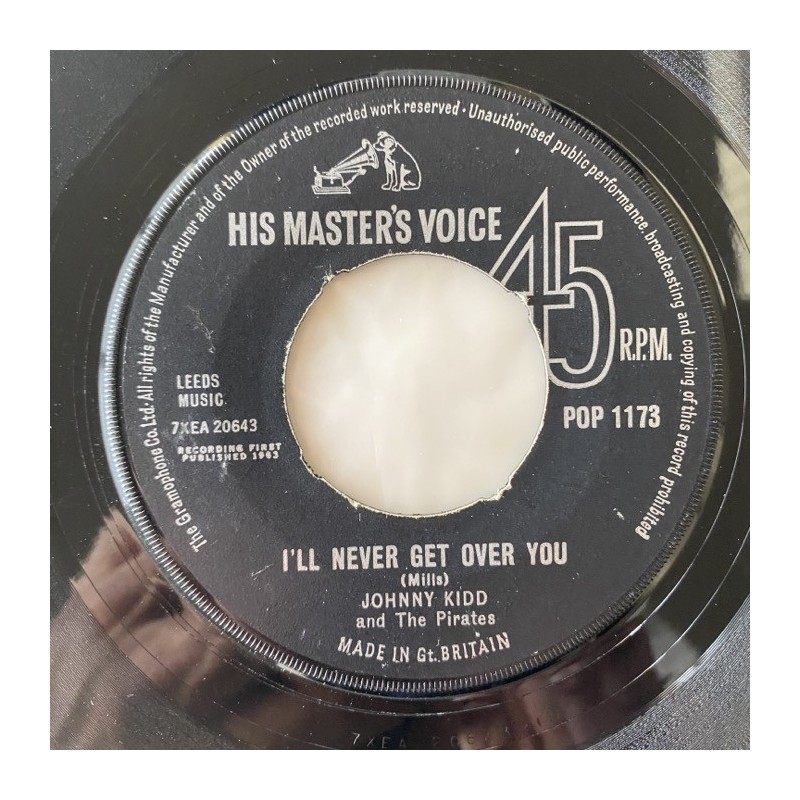 The Gramophone Co. Ltd · All rights of the Manufacturer and of the Owner of the recorded work reserved · Unauthorised public performance, broadcasting and copying of this record prohibited
HIS MASTER'S VOICE
45
R.P.M.
LEEDS
MUSIC.
7XEA 20643
RECORDING FIRST
PUBLISHED 1963
POP 1173
I'LL NEVER GET OVER YOU
(Mills)
JOHNNY KIDD
and The Pirates
MADE IN Gt. BRITAIN
7XEA